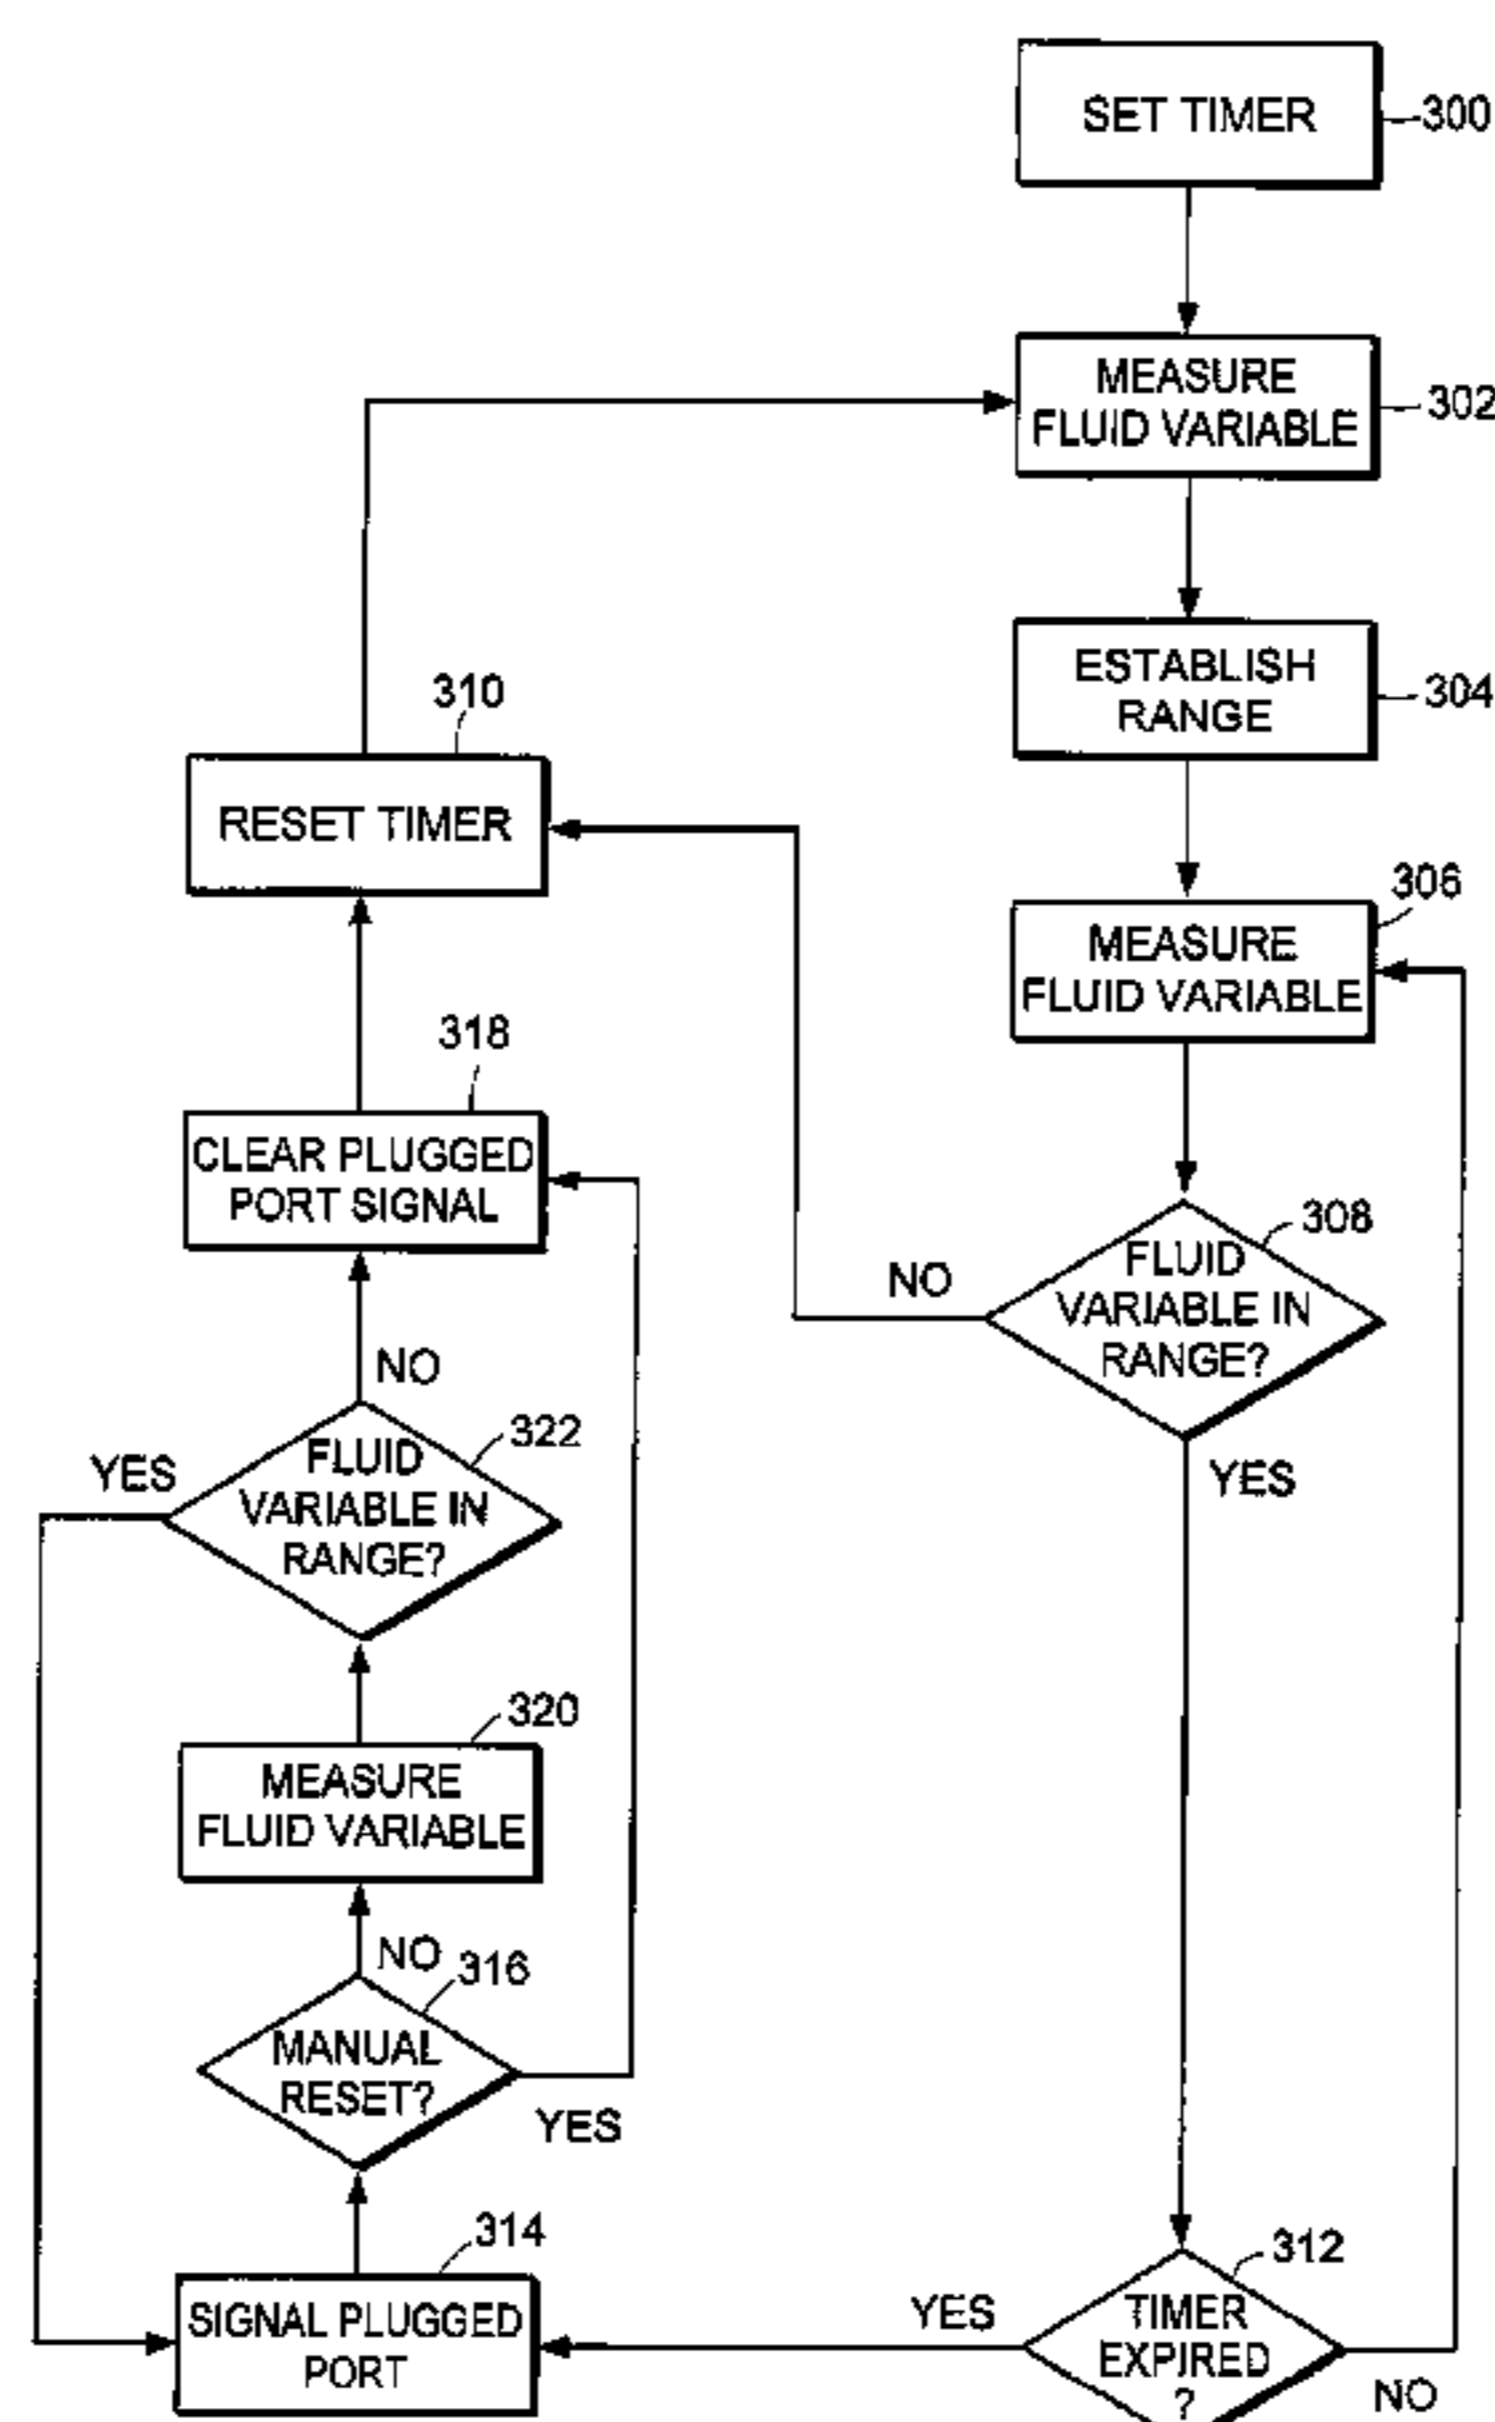 SET TIMER
300
MEASURE
FLUID VARIABLE
302
ESTABLISH
RANGE
304
310
RESET TIMER
306
MEASURE
FLUID VARIABLE
318
CLEAR PLUGGED
PORT SIGNAL
308
FLUID
VARIABLE IN
RANGE?
NO
YES
NO
322
FLUID
VARIABLE IN
RANGE?
YES
320
MEASURE
FLUID VARIABLE
NO
316
MANUAL
RESET?
YES
314
SIGNAL PLUGGED
PORT
312
TIMER
EXPIRED
?
YES
NO